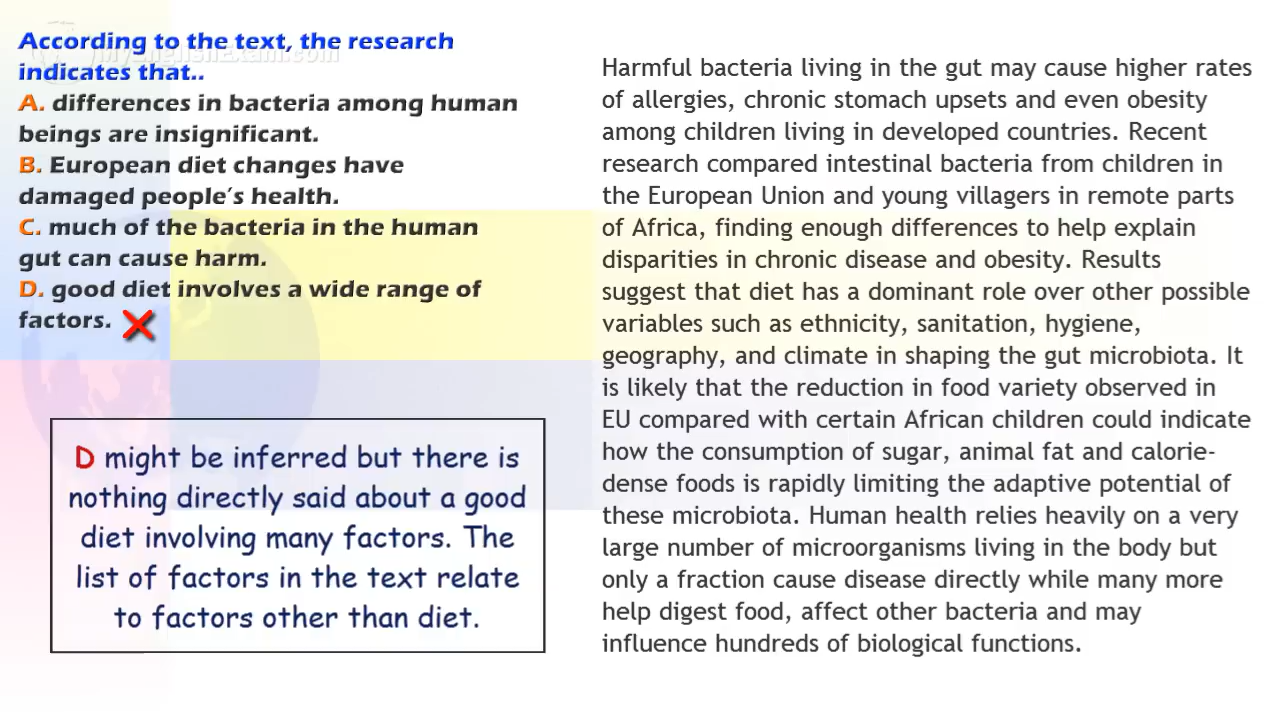 According to the text, the research
indicates that..
A. differences in bacteria among human
beings are insignificant.
B. European diet changes have
damaged people's health.
C. much of the bacteria in the human
gut can cause harm.
D. good diet involves a wide range of
factors.
D might be inferred but there is
nothing directly said about a good
diet involving many factors. The
list of factors in the text relate
to factors other than diet.
Harmful bacteria living in the gut may cause higher rates
of allergies, chronic stomach upsets and even obesity
among children living in developed countries. Recent
research compared intestinal bacteria from children in
the European Union and young villagers in remote parts
of Africa, finding enough differences to help explain
disparities in chronic disease and obesity. Results
suggest that diet has a dominant role over other possible
variables such as ethnicity, sanitation, hygiene,
geography, and climate in shaping the gut microbiota. It
is likely that the reduction in food variety observed in
EU compared with certain African children could indicate
how the consumption of sugar, animal fat and calorie-
dense foods is rapidly limiting the adaptive potential of
these microbiota. Human health relies heavily on a very
large number of microorganisms living in the body but
only a fraction cause disease directly while many more
help digest food, affect other bacteria and may
influence hundreds of biological functions.
MyEnglishExam.com